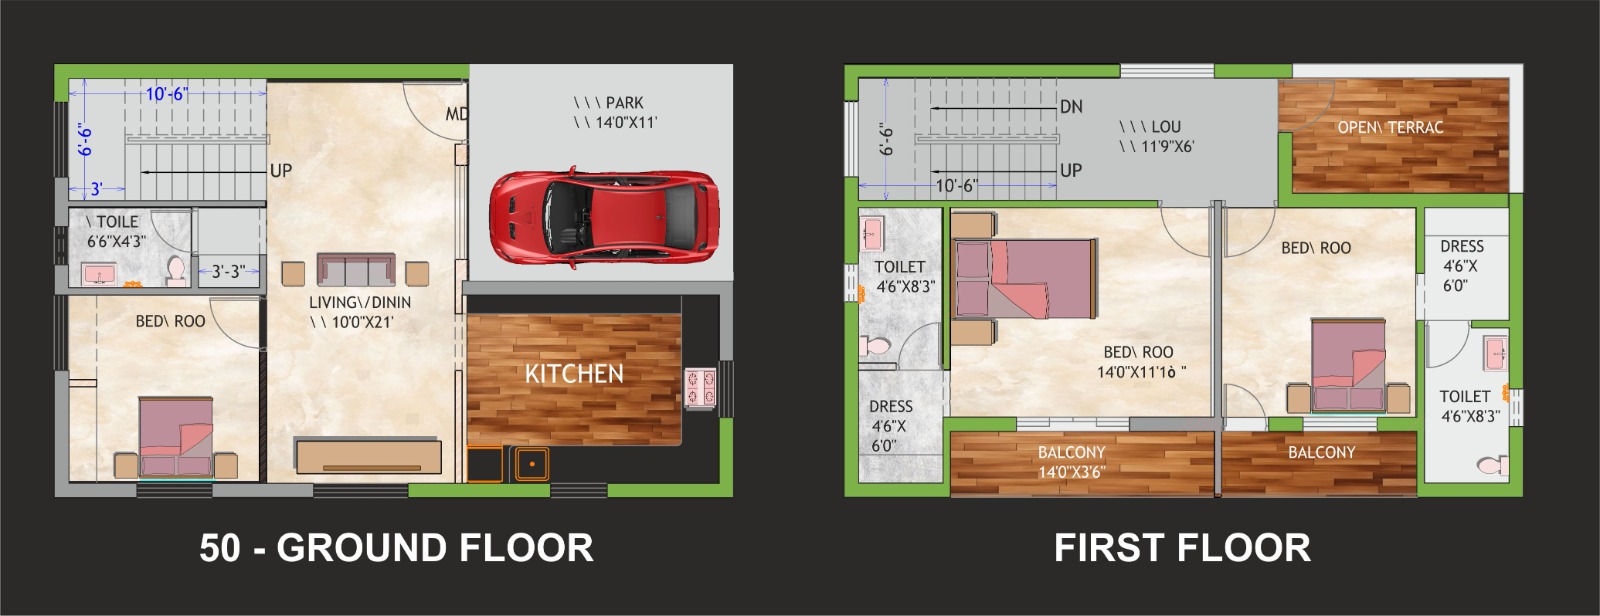 10'-6"
6'-6"
3'
UP
MD
\ \ \ PARK
\ \ 14'0"X11'
\ TOILE
6'6"X4'3"
3'-3"
LIVING\/DININ
\ \ 10'0"X21'
BED\ ROO
KITCHEN
50 - GROUND FLOOR
6'-6"
DN
UP
10'-6"
\ \ \ LOU
\ \ 11'9"X6'
OPEN\ TERRAC
TOILET
4'6"X8'3"
BED\ ROO
14'0"X11'1ò "
BED\ ROO
DRESS
4'6"X
6'0"
DRESS
4'6"X
6'0"
TOILET
4'6"X8'3"
BALCONY
14'0"X3'6"
BALCONY
FIRST FLOOR